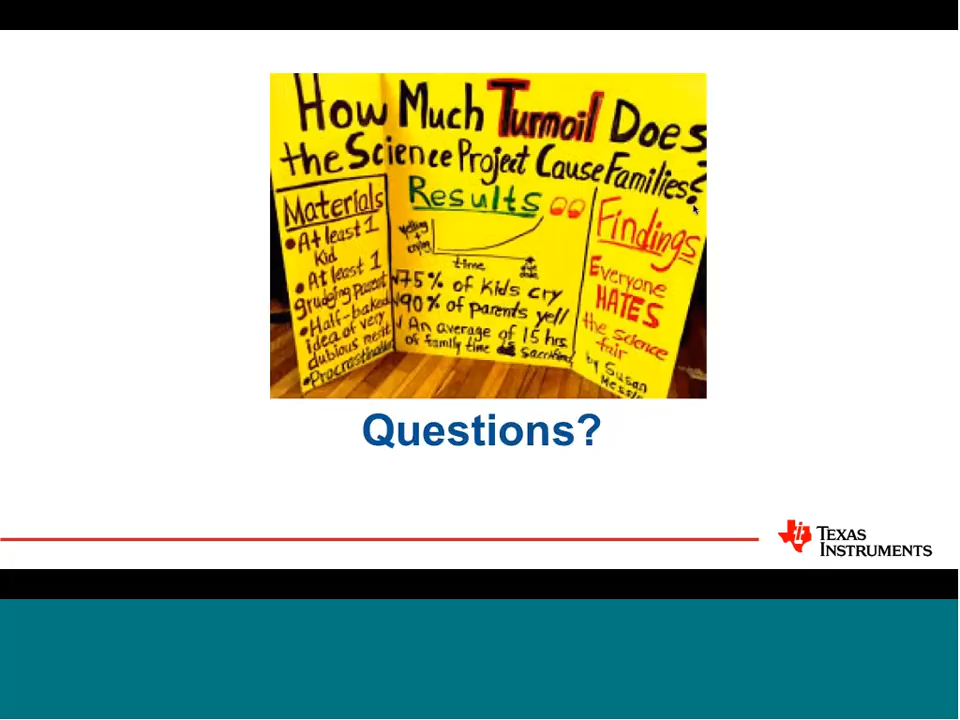 How Much Turmoil Does
the Science Project Cause Families?
Materials
• At least 1
Kid
• At least 1
grudging parent
• Half-baked
idea of very
dubious merit
• Procrastination
Results
yelling
+
crying
time
due
date
√ 75% of kids cry
√ 90% of parents yell
√ An average of 15 hrs.
of family time is sacrificed
Findings
Everyone
HATES
the science
fair
by Susan
Questions?
TEXAS
INSTRUMENTS